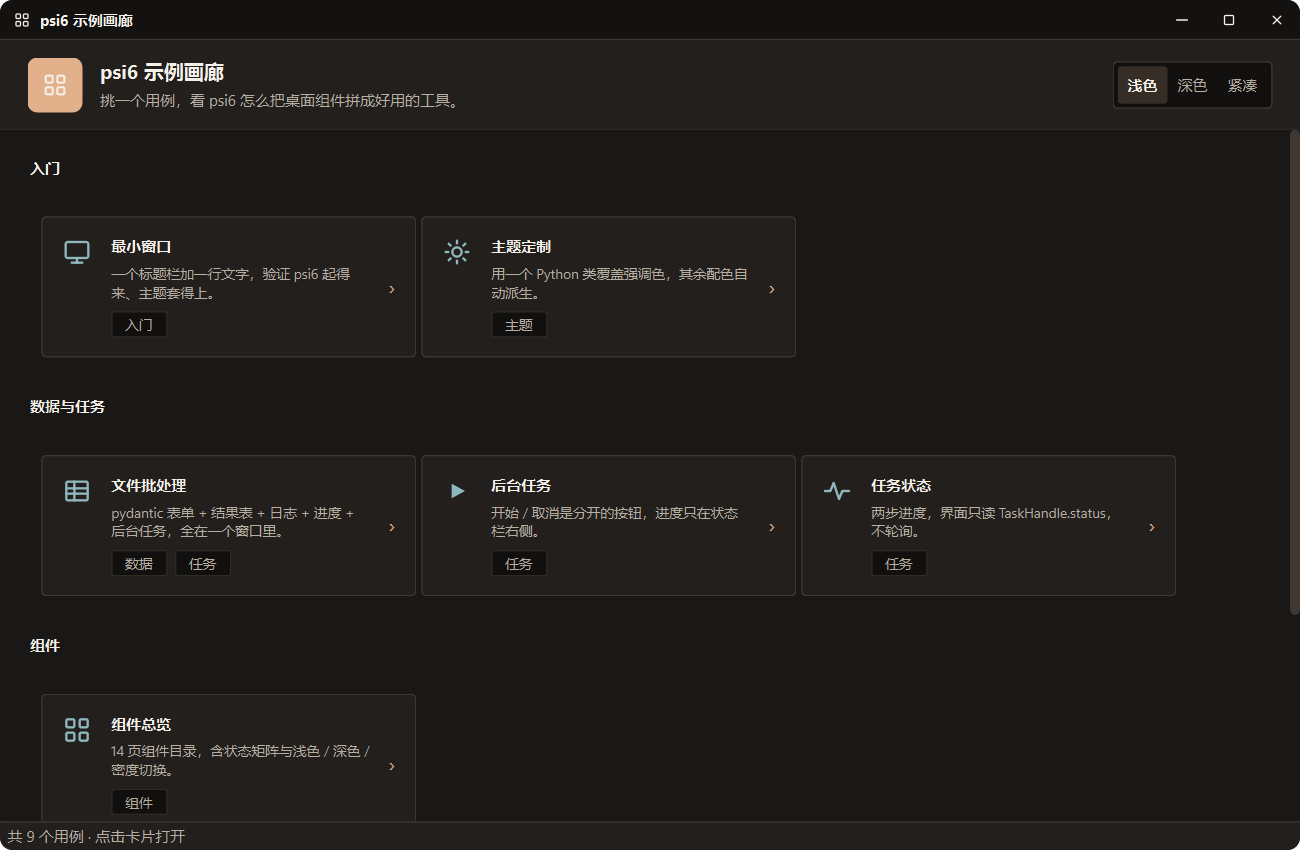 psi6 示例画廊
psi6 示例画廊
挑一个用例，看 psi6 怎么把桌面组件拼成好用的工具。
浅色 深色 紧凑
入门
最小窗口
一个标题栏加一行文字，验证 psi6 起得
来、主题套得上。
入门
主题定制
用一个 Python 类覆盖强调色，其余配色自
动派生。
主题
数据与任务
文件批处理
pydantic 表单 + 结果表 + 日志 + 进度 +
后台任务，全在一个窗口里。
数据 任务
后台任务
开始 / 取消是分开的按钮，进度只在状态
栏右侧。
任务
任务状态
两步进度，界面只读 TaskHandle.status，
不轮询。
任务
组件
组件总览
14 页组件目录，含状态矩阵与浅色 / 深色 /
密度切换。
组件
共 9 个用例 · 点击卡片打开